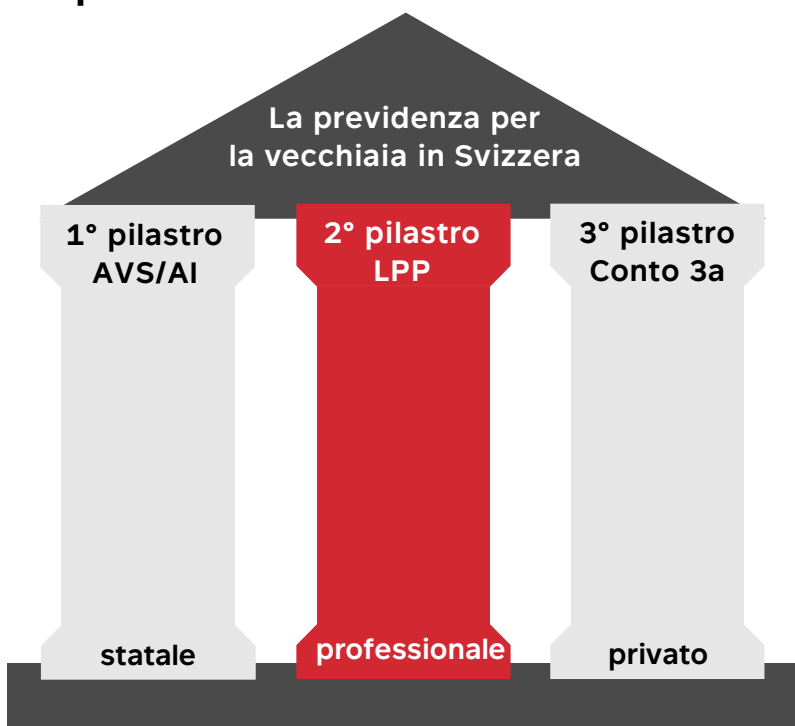 La previdenza per
la vecchiaia in Svizzera
1° pilastro
AVS/AI
2° pilastro
LPP
3° pilastro
Conto 3a
statale
professionale
privato